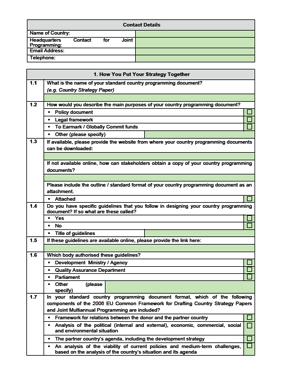 Contact Details
Name of Country:
Headquarters Contact for Joint
Programming:
Email Address:
Telephone:
1. How You Put Your Strategy Together
1.1 What is the name of your standard country programming document?
(e.g. Country Strategy Paper)
1.2 How would you describe the main purposes of your country programming document?
• Policy document
• Legal framework
• To Earmark / Globally Commit funds
• Other (please specify)
1.3 If available, please provide the website from where your country programming documents
can be downloaded:
If not available online, how can stakeholders obtain a copy of your country programming
documents?
Please include the outline / standard format of your country programming document as an
attachment.
• Attached
1.4 Do you have specific guidelines that you follow in designing your country programming
document? If so what are these called?
• Yes
• No
• Title of guidelines
1.5 If these guidelines are available online, please provide the link here:
1.6 Which body authorised these guidelines?
• Development Ministry / Agency
• Quality Assurance Department
• Parliament
• Other (please
specify)
1.7 In your standard country programming document format, which of the following
components of the 2006 EU Common Framework for Drafting Country Strategy Papers
and Joint Multiannual Programming are included?
• Framework for relations between the donor and the partner country
• Analysis of the political (internal and external), economic, commercial, social
and environmental situation
• The partner country's agenda, including the development strategy
• An analysis of the viability of current policies and medium-term challenges,
based on the analysis of the country's situation and its agenda